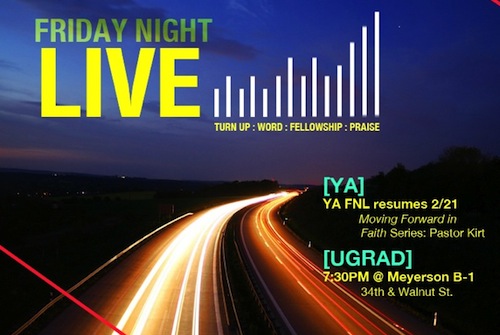 FRIDAY NIGHT
LIVE
TURN UP : WORD : FELLOWSHIP : PRAISE
[YA]
YA FNL resumes 2/21
Moving Forward in
Faith Series: Pastor Kirt
[UGRAD]
7:30PM @ Meyerson B-1
34th & Walnut St.